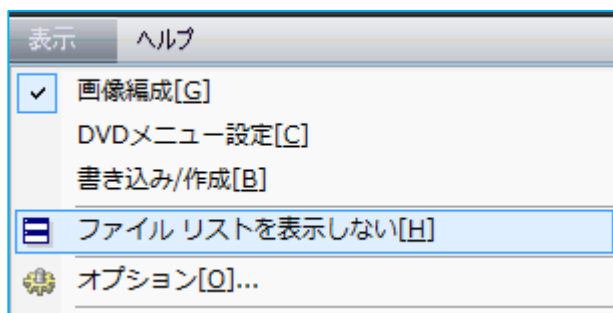 表示 ヘルプ
画像編成[G]
DVDメニュー設定[C]
書き込み/作成[B]
ファイル リストを表示しない[H]
オプション[O]...